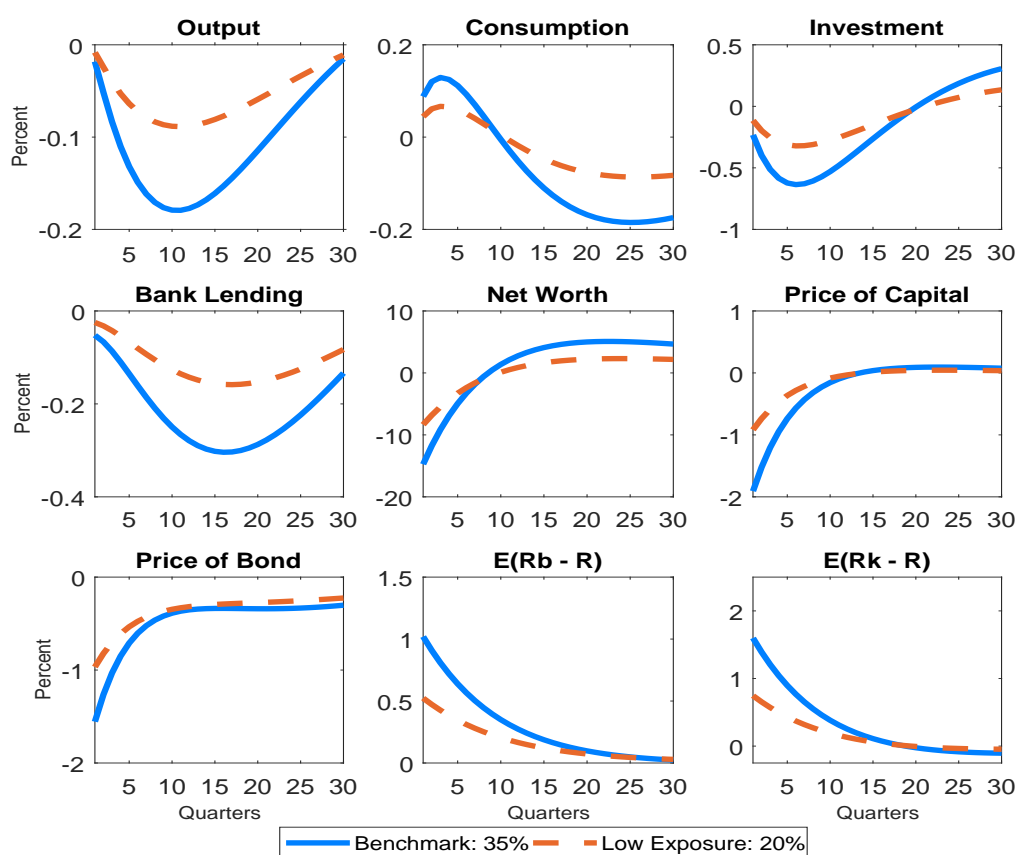 Output
Consumption
Investment
Percent
0
-0.1
-0.2
5 10 15 20 25 30
0.2
0
0.2
5 10 15 20 25 30
0.5
0
-0.5
-1
5 10 15 20 25 30
Bank Lending
Net Worth
Price of Capital
Percent
0
-0.2
-0.4
5 10 15 20 25 30
10
0
-10
-20
5 10 15 20 25 30
1
0
-1
-2
5 10 15 20 25 30
Price of Bond
E(Rb - R)
E(Rk - R)
Percent
0
-1
-2
5 10 15 20 25 30
Quarters
1.5
1
0.5
0
5 10 15 20 25 30
Quarters
2
1
0
5 10 15 20 25 30
Quarters
Benchmark: 35%
Low Exposure: 20%